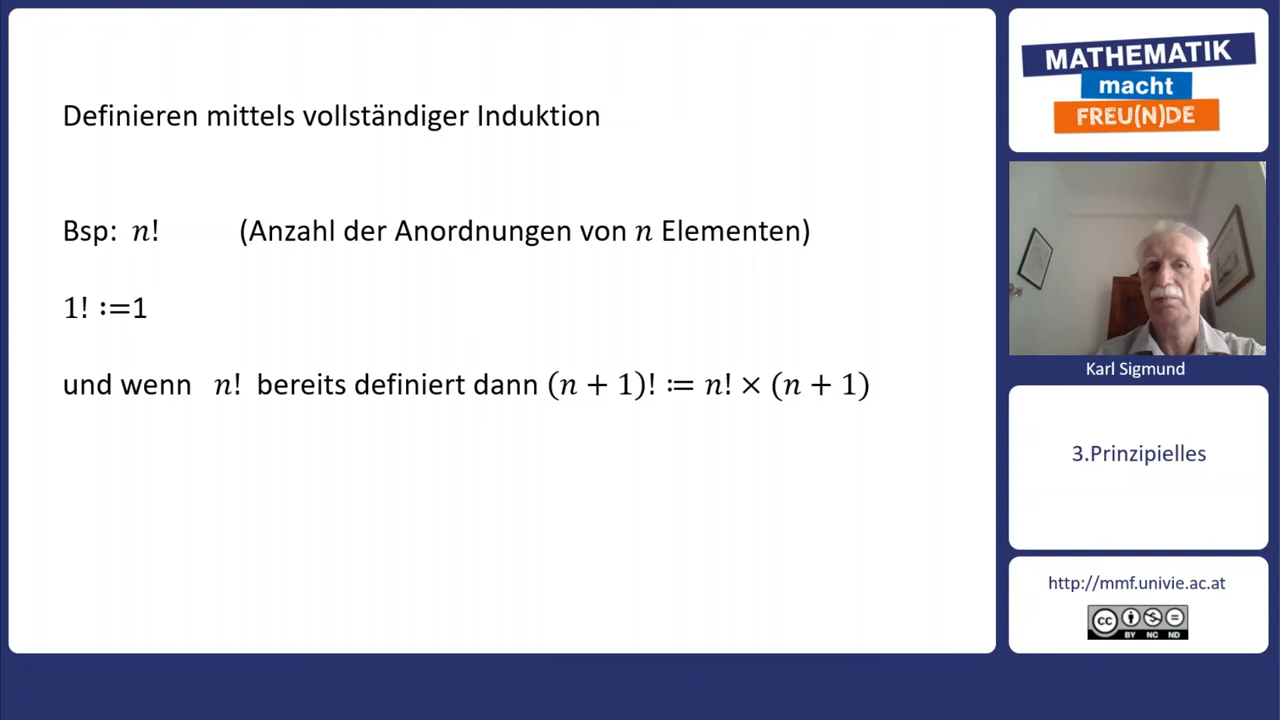 Definieren mittels vollständiger Induktion
Bsp: n! (Anzahl der Anordnungen von n Elementen)
1! :=1
und wenn n! bereits definiert dann (n + 1)! ≔ n! × (n + 1)
MATHEMATIK
macht
FREU(N)DE
Karl Sigmund
3.Prinzipielles
http://mmf.univie.ac.at
cc
BY NC ND